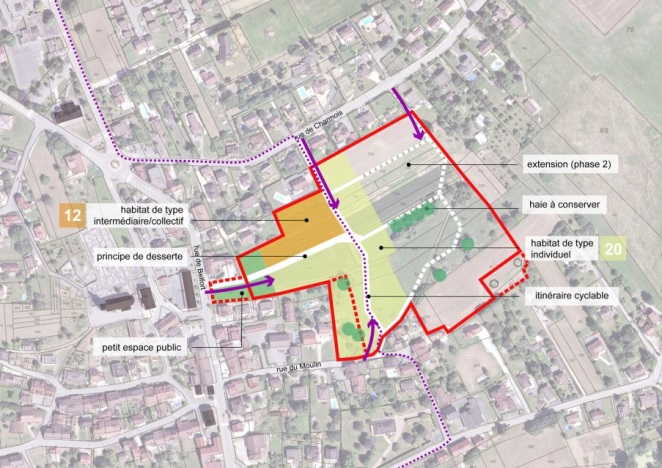 rue de Charmois
extension (phase 2)
12
habitat de type
intermédiaire/collectif
haie à conserver
principe de desserte
habitat de type
individuel
20
rue de Belfort
itinéraire cyclable
petit espace public
rue du Moulin